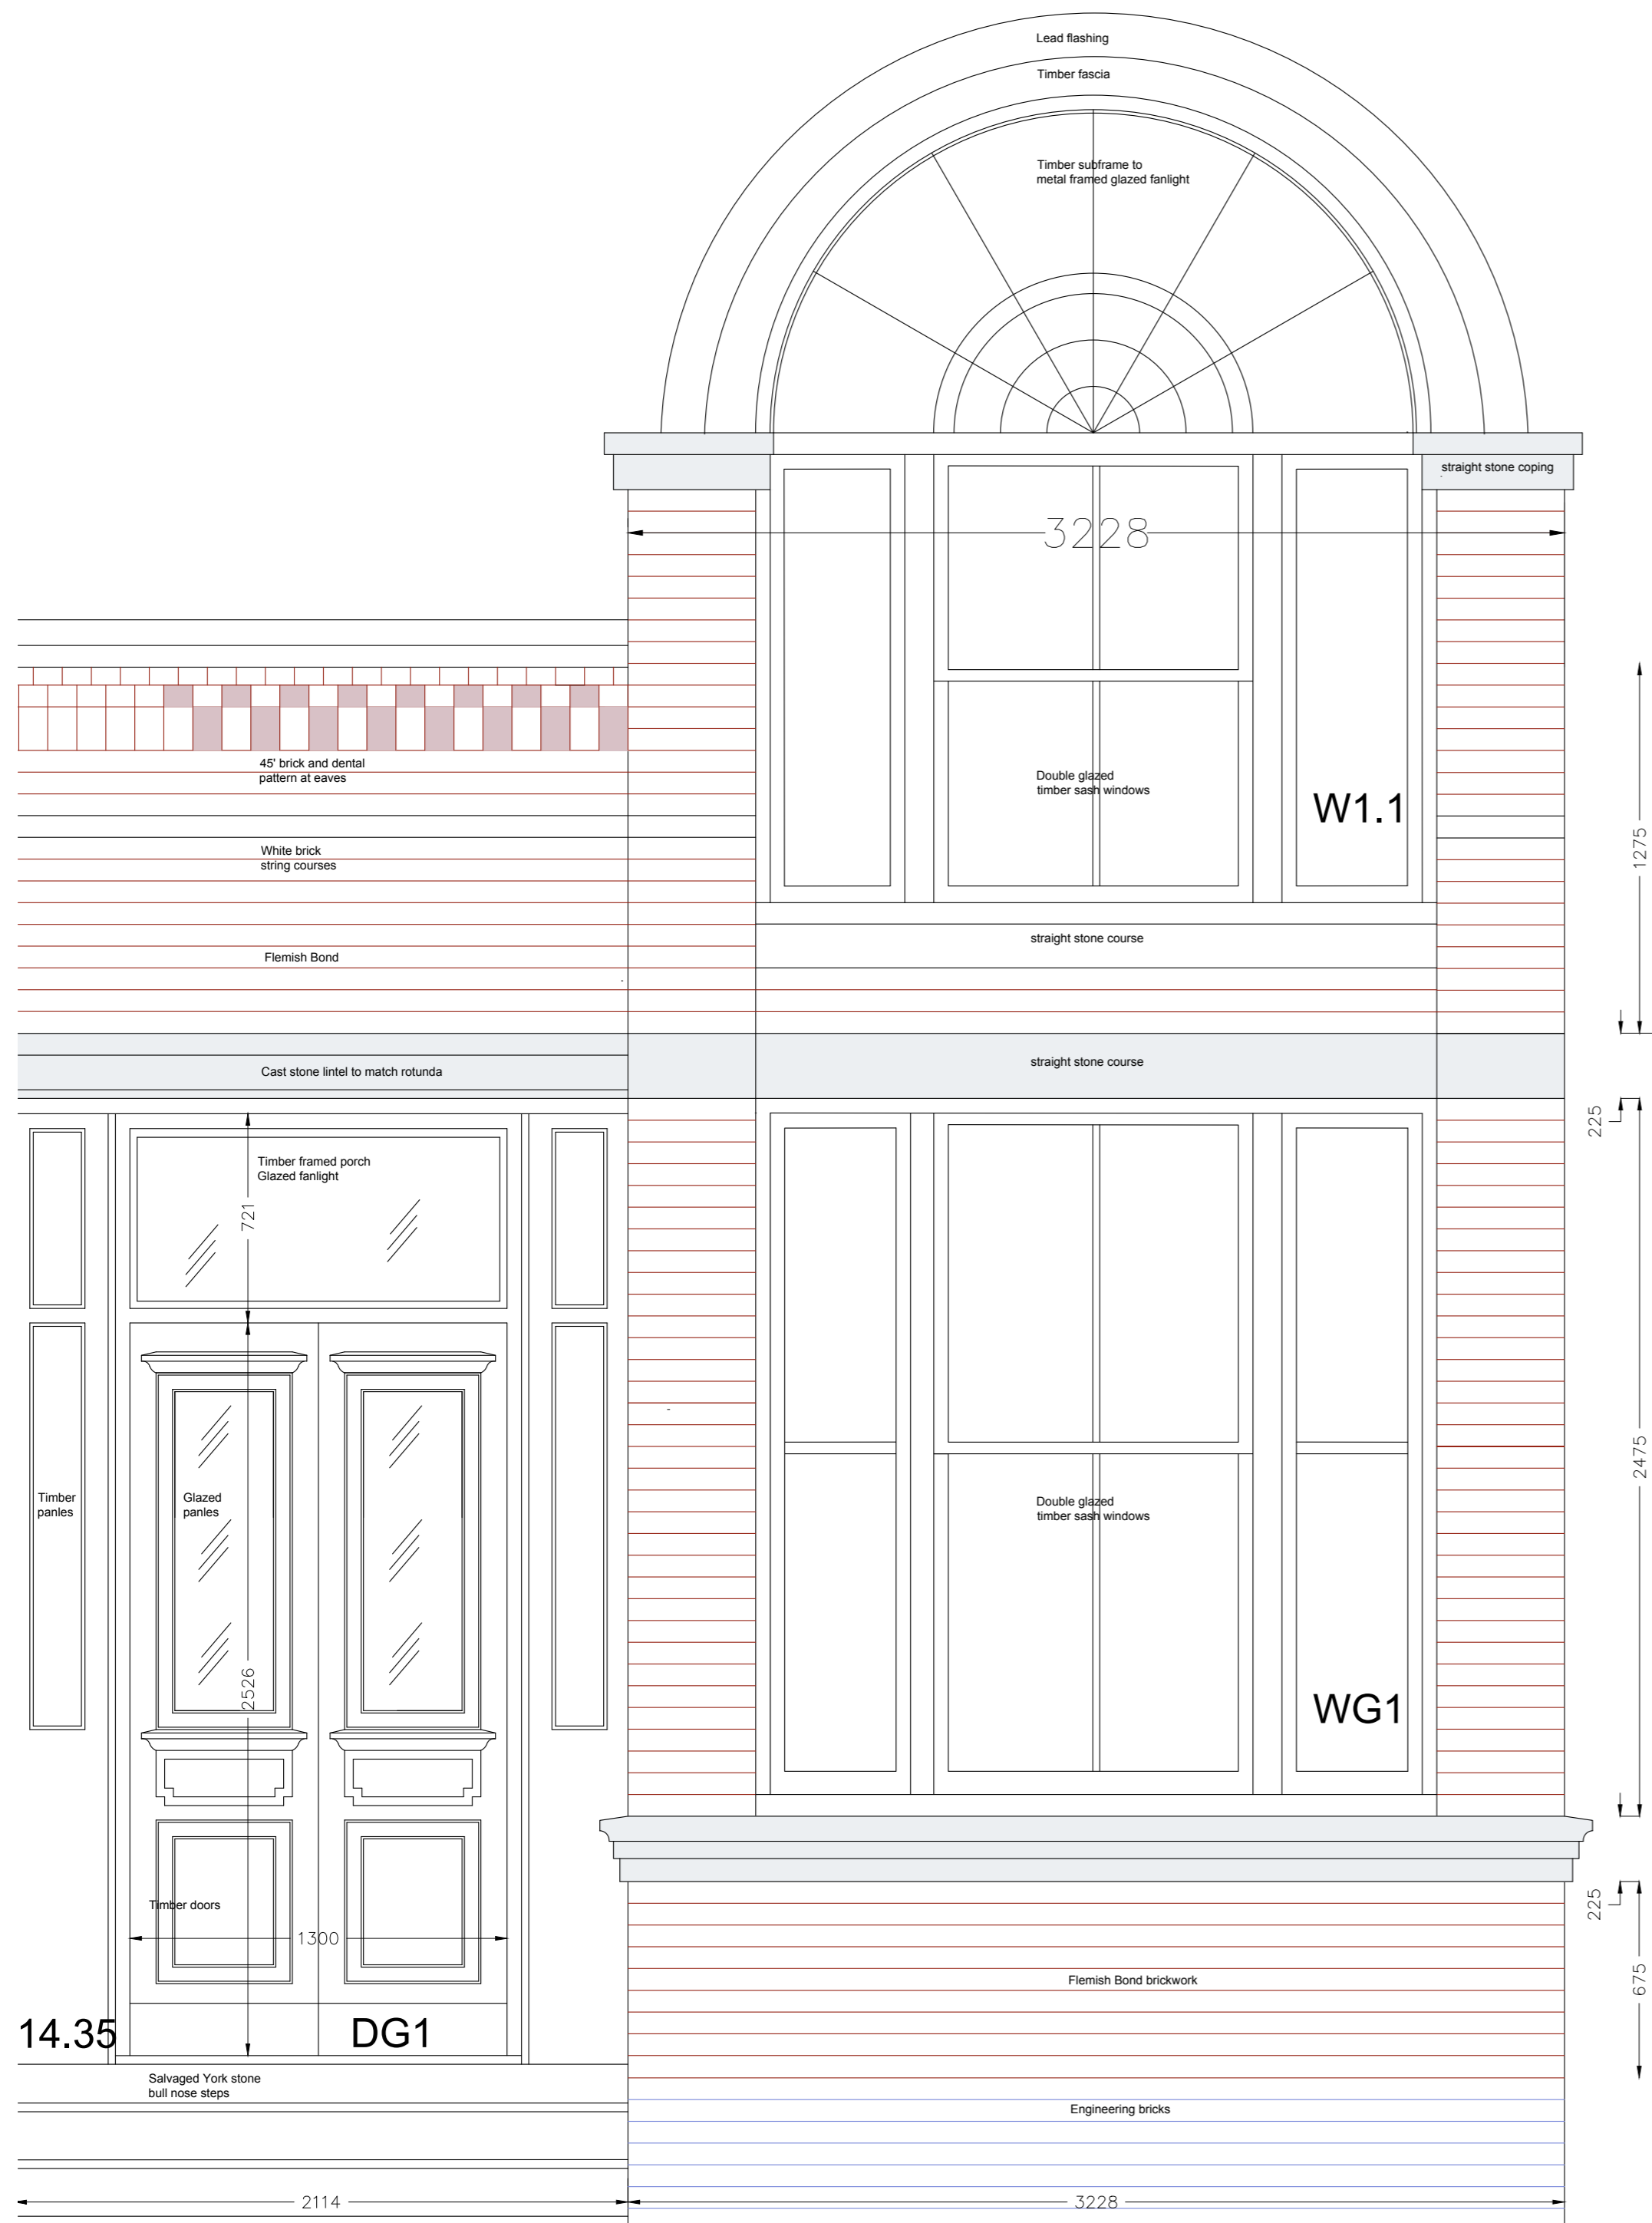 Lead flashing
Timber fascia
Timber subframe to
metal framed glazed fanlight
straight stone coping
3228
45' brick and dental
pattern at eaves
Double glazed
timber sash windows
W1.1
1275
White brick
string courses
straight stone course
Flemish Bond
Cast stone lintel to match rotunda
straight stone course
225
Timber framed porch
Glazed fanlight
721
2475
Timber
panles
Glazed
panles
Double glazed
timber sash windows
2526
WG1
Timber doors
225
1300
Flemish Bond brickwork
675
14.35
DG1
Salvaged York stone
bull nose steps
Engineering bricks
2114
3228